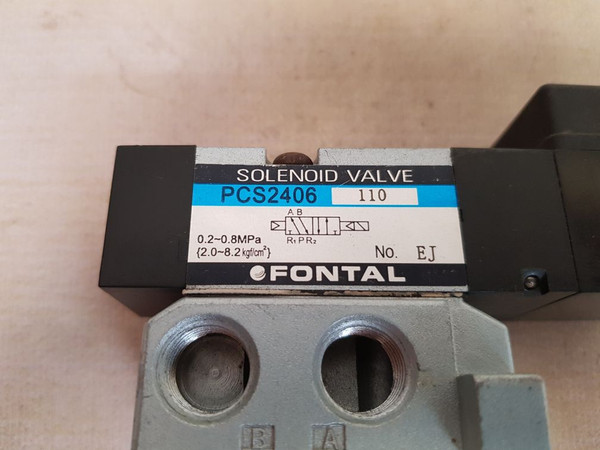 SOLENOID VALVE
PCS2406 110
A B
R1 P R2
0.2~0.8MPa
{2.0~8.2 kgf/cm²} No. EJ
FONTAL
B A